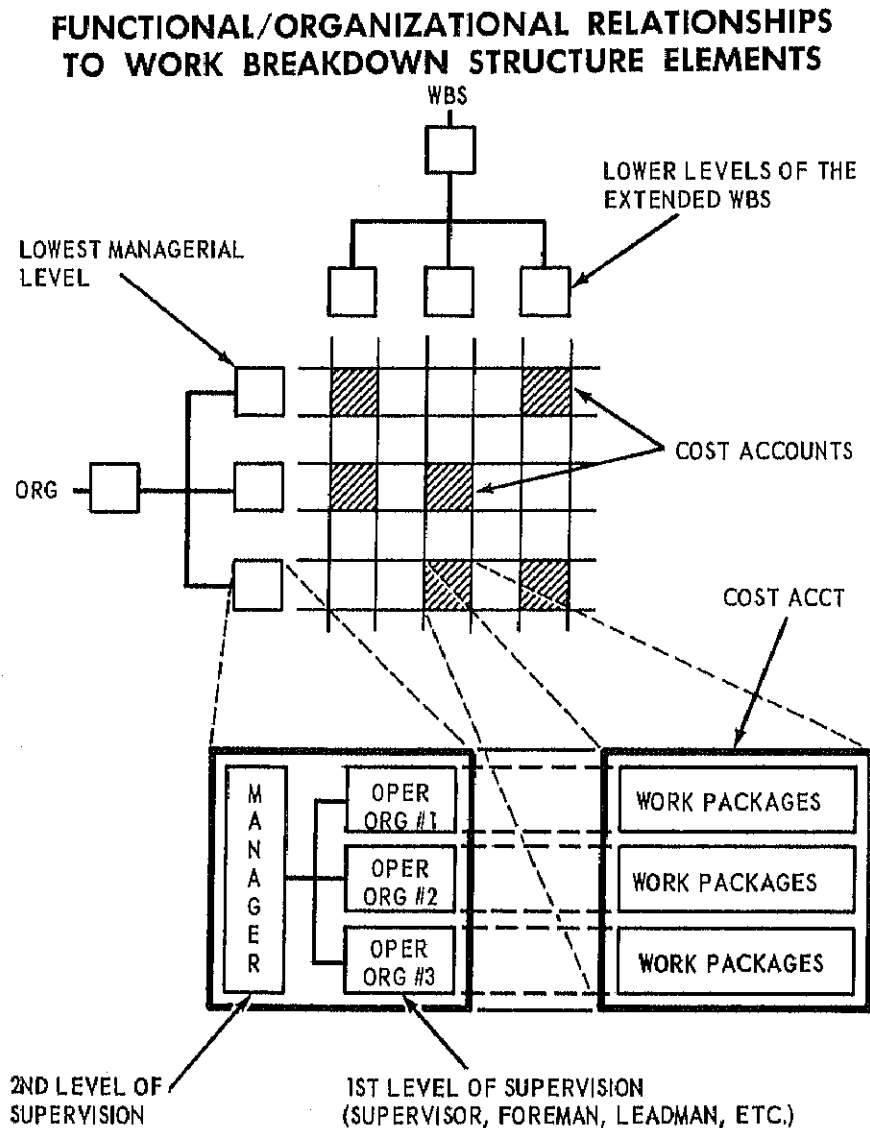 FUNCTIONAL/ORGANIZATIONAL RELATIONSHIPS
TO WORK BREAKDOWN STRUCTURE ELEMENTS
WBS
LOWER LEVELS OF THE
EXTENDED WBS
LOWEST MANAGERIAL
LEVEL
COST ACCOUNTS
ORG
COST ACCT
MANAGER
OPER
ORG #1
WORK PACKAGES
OPER
ORG #2
WORK PACKAGES
OPER
ORG #3
WORK PACKAGES
2ND LEVEL OF
SUPERVISION
1ST LEVEL OF SUPERVISION
(SUPERVISOR, FOREMAN, LEADMAN, ETC.)